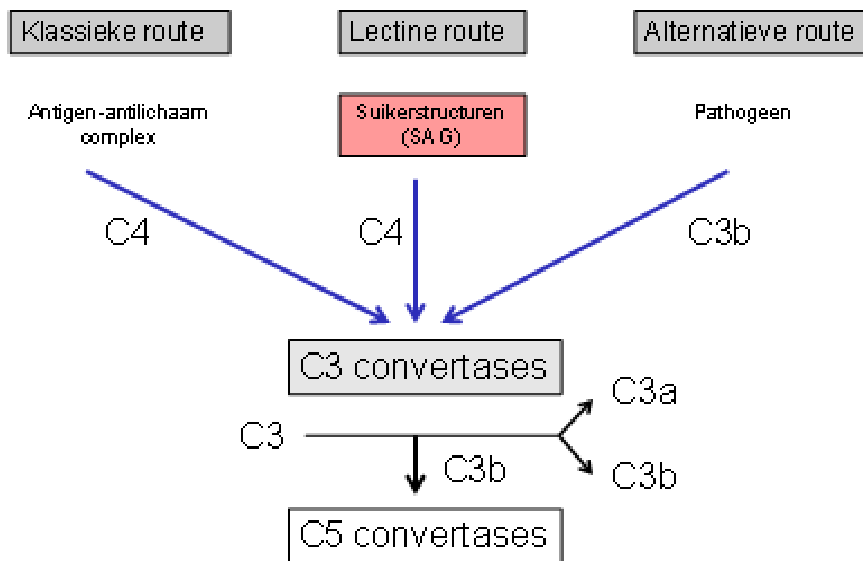 Klassieke route
Lectine route
Alternatieve route
Antigen-antilichaam
complex
Suikerstructuren
(SAG)
Pathogeen
C4
C4
C3b
C3 convertases
C3
C3a
C3b
C3b
C5 convertases